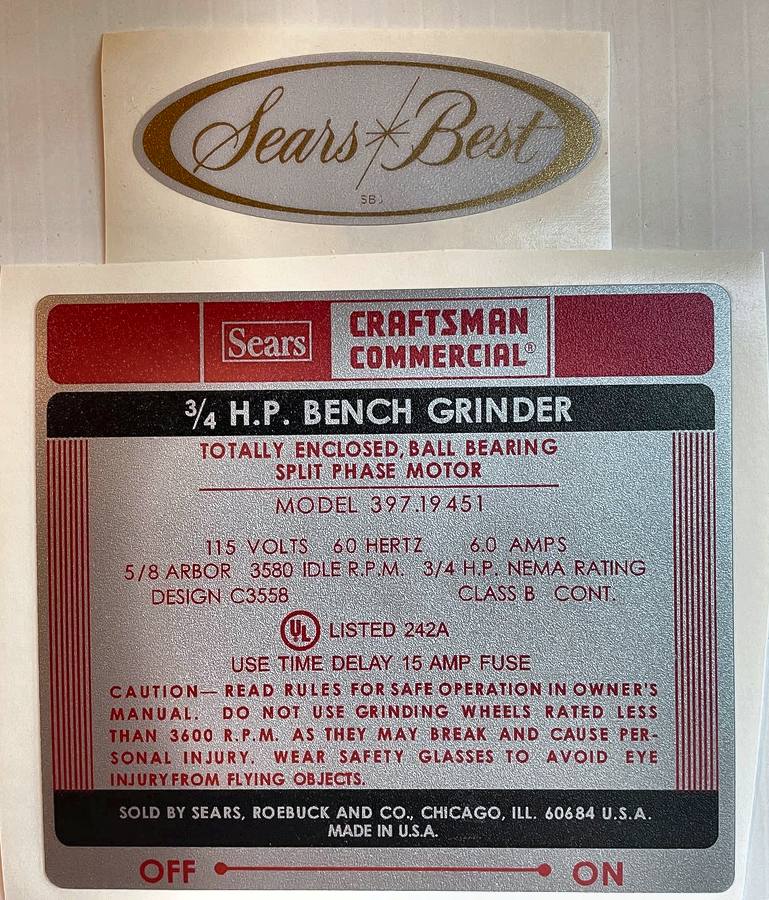 Sears Best
Sears
CRAFTSMAN
COMMERCIAL®
3/4 H.P. BENCH GRINDER
TOTALLY ENCLOSED, BALL BEARING
SPLIT PHASE MOTOR
MODEL 397.19451
115 VOLTS 60 HERTZ 6.0 AMPS
5/8 ARBOR 3580 IDLE R.P.M. 3/4 H.P. NEMA RATING
DESIGN C3558 CLASS B CONT.
UL LISTED 242A
USE TIME DELAY 15 AMP FUSE
CAUTION— READ RULES FOR SAFE OPERATION IN OWNER'S
MANUAL. DO NOT USE GRINDING WHEELS RATED LESS
THAN 3600 R.P.M. AS THEY MAY BREAK AND CAUSE PER-
SONAL INJURY. WEAR SAFETY GLASSES TO AVOID EYE
INJURY FROM FLYING OBJECTS.
SOLD BY SEARS, ROEBUCK AND CO., CHICAGO, ILL. 60684 U.S.A.
MADE IN U.S.A.
OFF ON